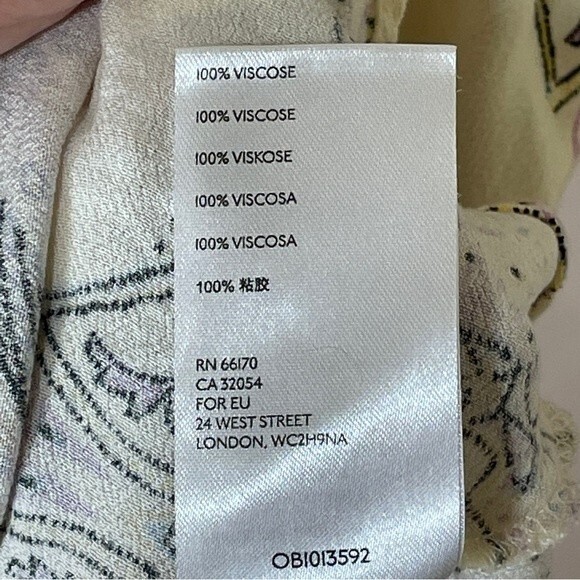 100% VISCOSE
100% VISCOSE
100% VISKOSE
100% VISCOSA
100% VISCOSA
100% 粘胶
RN 66170
CA 32054
FOR EU
24 WEST STREET
LONDON, WC2H9NA
OB1013592